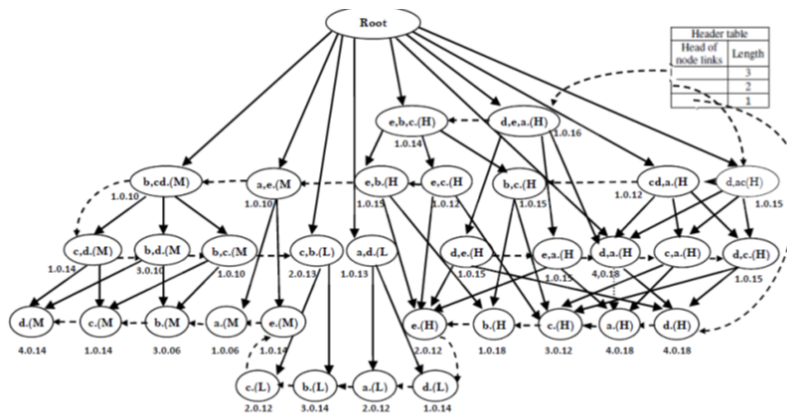 Root
Header table
Head of node links Length
3
2
1
e,b,c.(H) d,e,a.(H)
1.0.14 1.0.16
b,cd.(M) a,e.(M e,b.(H e,c.(H b,c.(H cd,a.(H d,ac(H)
1.0.10 1.0.10 1.0.15 1.0.12 1.0.15 1.0.12 1.0.15
c,d.(M) b,d.(M b,c.(M c,b.(L) a,d.(L d,e.(H e,a.(H d,a.(H c,a.(H) d,c.(H)
1.0.14 3.0.10 1.0.10 2.0.13 1.0.13 1.0.15 1.0.15 4.0.18 1.0.15
d.(M c.(M b.(M a.(M e.(M) e.(H) b.(H c.(H) a.(H) d.(H)
4.0.14 1.0.14 3.0.06 1.0.06 1.0.14 2.0.12 1.0.18 3.0.12 4.0.18 4.0.18
c.(L) b.(L) a.(L) d.(L)
2.0.12 3.0.14 2.0.12 1.0.14